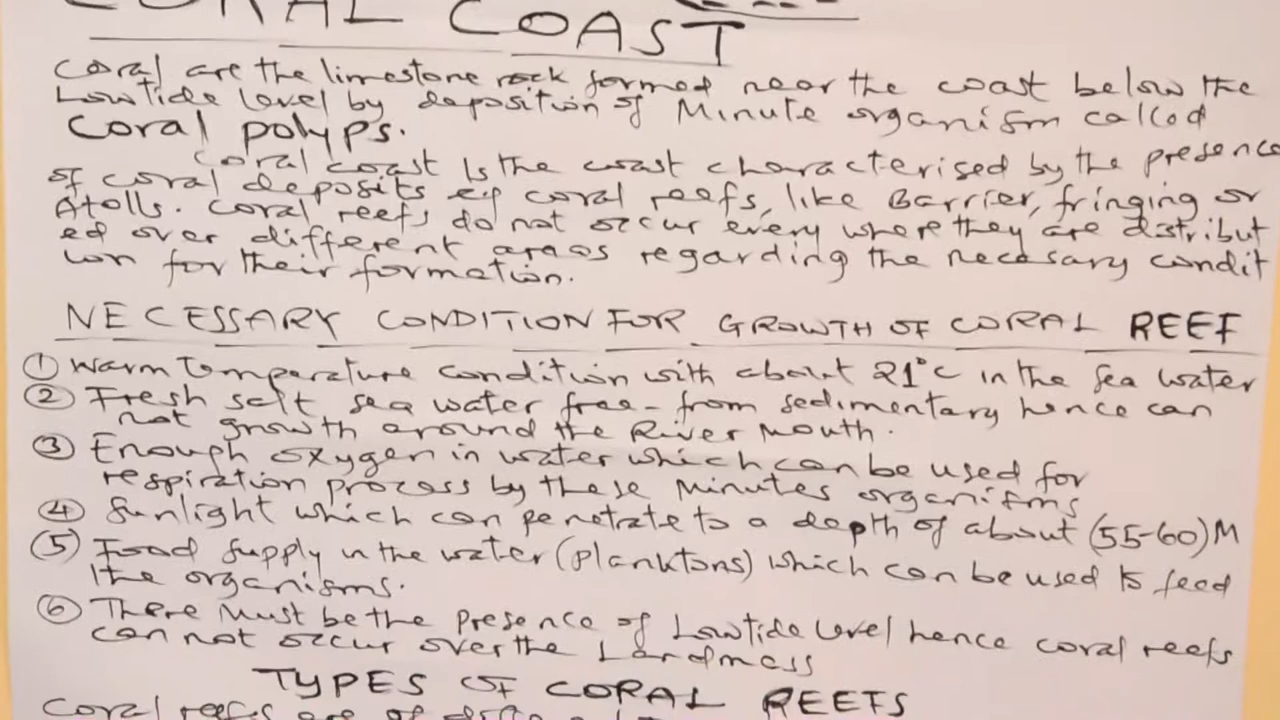 CORAL COAST
Coral are the limestone rock formed near the coast below the
Lowtide level by deposition of Minute organism called
Coral polyps.
Coral coast Is the coast characterised by the presence
of coral deposits eg coral reefs, like Barrier, fringing or
Atolls. Coral reefs do not occur every where they are distribut
ed over different areas regarding the necessary condit
ion for their formation.
NECESSARY CONDITION FOR GROWTH OF CORAL REEF
① Warm temperature condition with about 21°c in the sea water
② Fresh salt sea water free-from sedimentary hence can
not growth around the River Mouth.
③ Enough oxygen in water which can be used for
respiration process by these Minutes organisms
④ Sunlight which can penetrate to a depth of about (55-60)M
⑤ Food supply in the water (planktons) which can be used to feed
the organisms.
⑥ There Must be the presence of Lowtide level hence coral reefs
can not occur over the Landmass
TYPES OF CORAL REEFS
Coral reefs are of